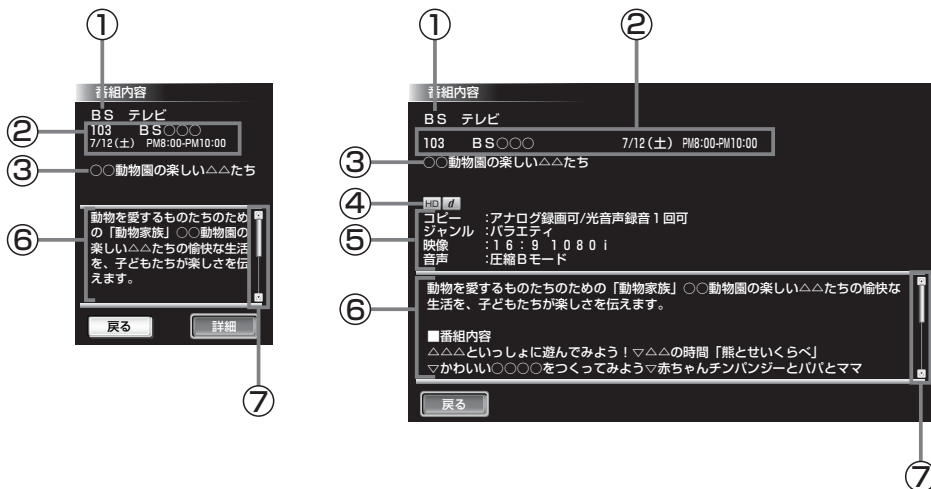 ①
番組内容
BS テレビ
② 103 BS○○○
7/12(土) PM8:00-PM10:00
③ ○○動物園の楽しい△△たち
⑥ 動物を愛するものたちのため
の「動物家族」○○動物園の
楽しい△△たちの愉快な生活
を、子どもたちが楽しさを伝
えます。
戻る 詳細
⑦
① ②
番組内容
BS テレビ
103 BS○○○ 7/12(土) PM8:00-PM10:00
③ ○○動物園の楽しい△△たち
④ HD d
⑤ コピー :アナログ録画可/光音声録音1回可
ジャンル :バラエティ
映像 :16:9 1080i
音声 :圧縮Bモード
⑥ 動物を愛するものたちのための「動物家族」○○動物園の楽しい△△たちの愉快な
生活を、子どもたちが楽しさを伝えます。
■番組内容
△△△といっしょに遊んでみよう!▽△△の時間「熊とせいくらべ」
▽かわいい○○○○をつくってみよう▽赤ちゃんチンパンジーとパパとママ
戻る
⑦